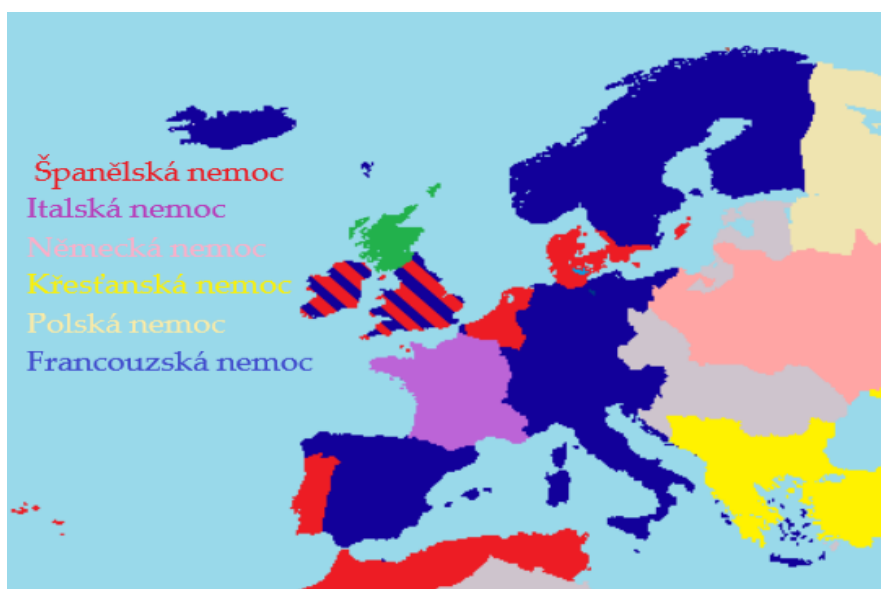 Španělská nemoc
Italská nemoc
Německá nemoc
Křesťanská nemoc
Polská nemoc
Francouzská nemoc